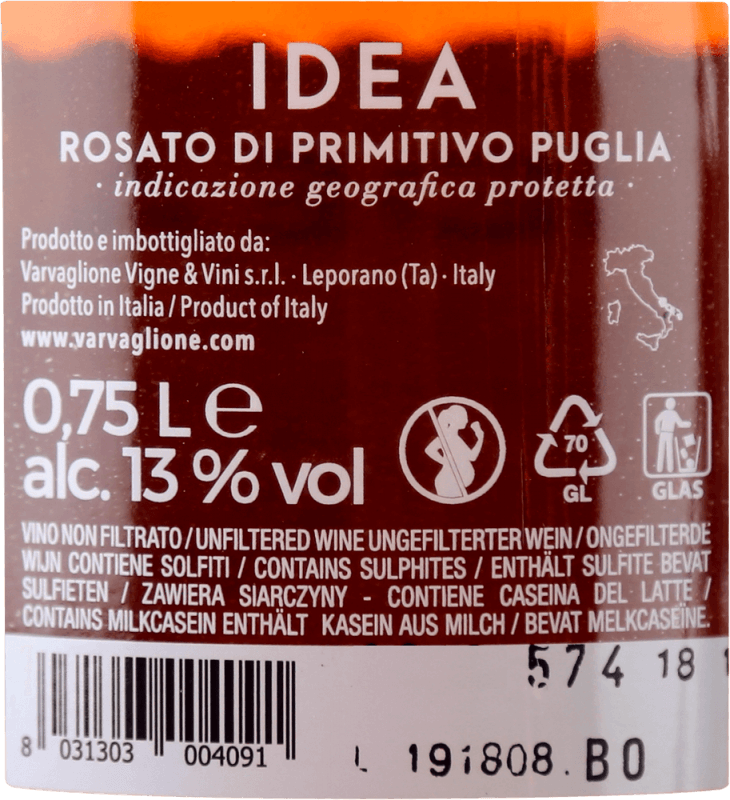 IDEA
ROSATO DI PRIMITIVO PUGLIA
· indicazione geografica protetta ·
Prodotto e imbottigliato da:
Varvaglione Vigne & Vini s.r.l. · Leporano (Ta) · Italy
Prodotto in Italia / Product of Italy
www.varvaglione.com
0,75 L e
alc. 13 % vol
70
GL
GLAS
VINO NON FILTRATO / UNFILTERED WINE UNGEFILTERTER WEIN / ONGEFILTERDE
WIJN CONTIENE SOLFITI / CONTAINS SULPHITES / ENTHÄLT SULFITE BEVAT
SULFIETEN / ZAWIERA SIARCZYNY - CONTIENE CASEINA DEL LATTE /
CONTAINS MILKCASEIN ENTHÄLT KASEIN AUS MILCH / BEVAT MELKCASEÏNE.
574 18
8 031303 004091
L 191808.BO